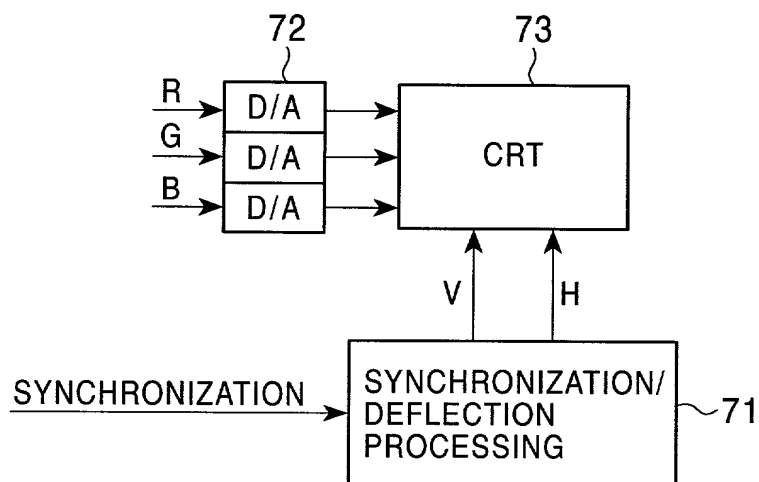 72
73
R
D/A
G
D/A
CRT
B
D/A
V
H
SYNCHRONIZATION
SYNCHRONIZATION/
DEFLECTION
PROCESSING
71